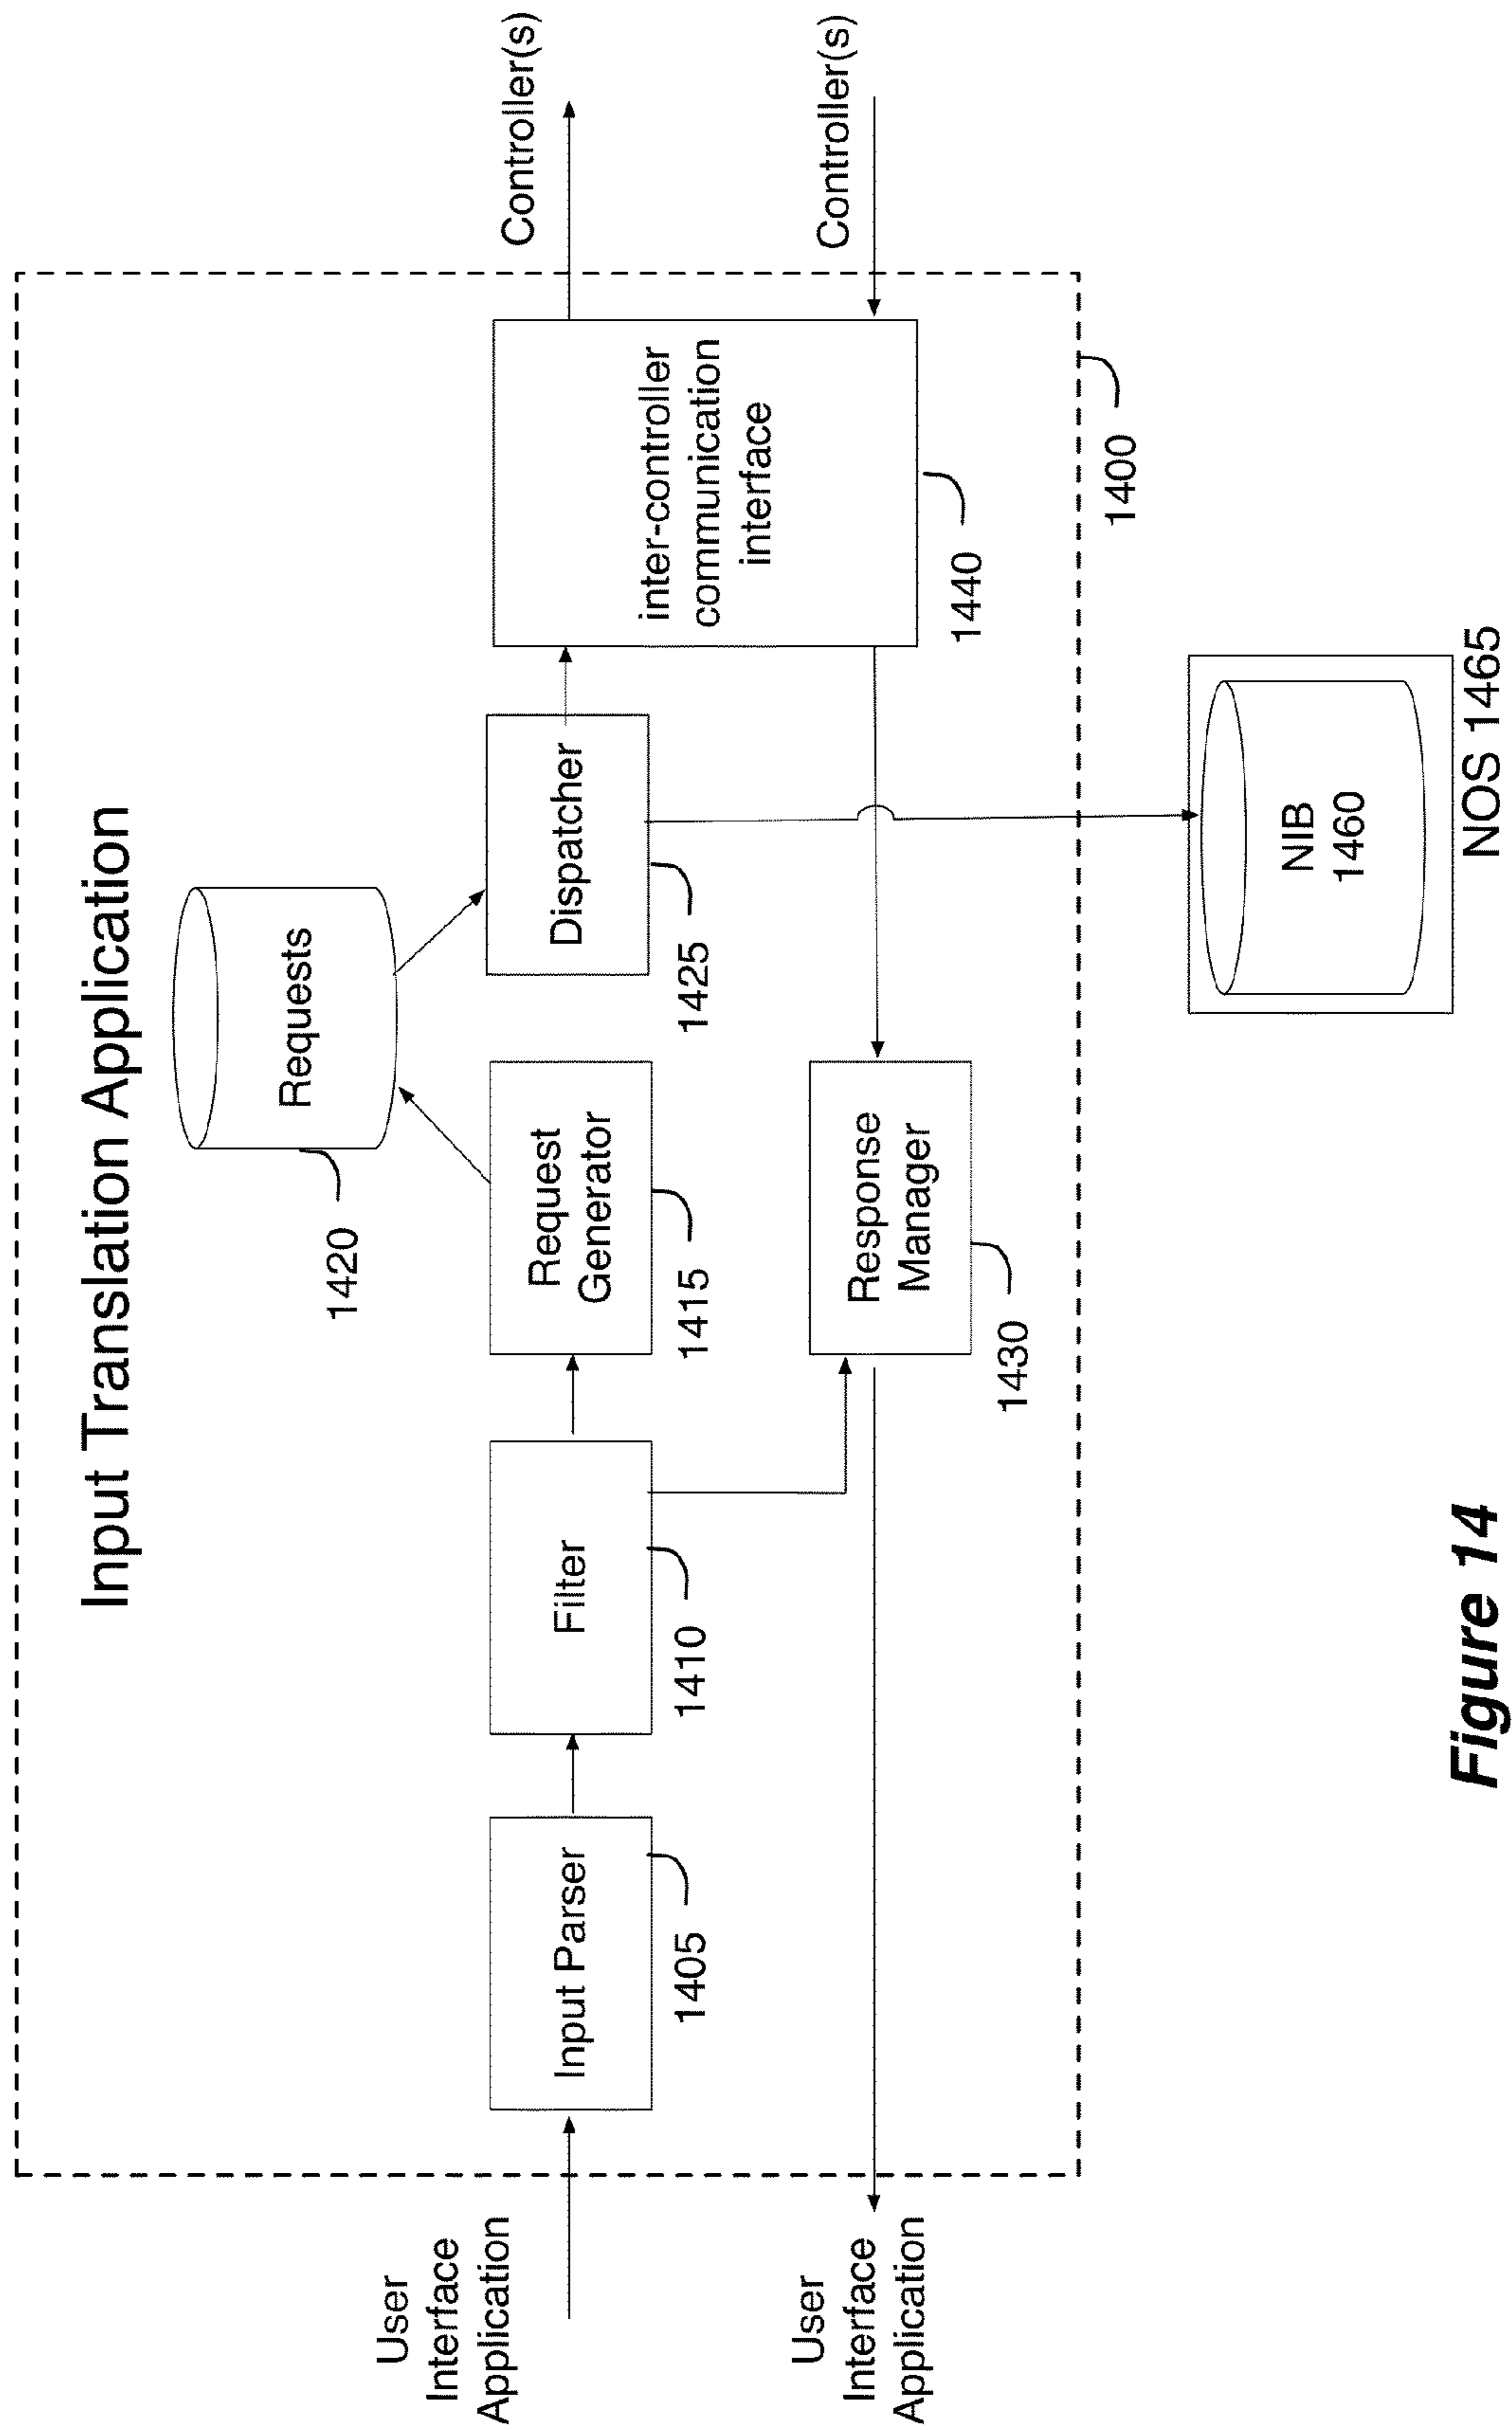 Input Translation Application
User
Interface
Application
Input Parser
1405
Filter
1410
Request
Generator
1415
Requests
1420
Dispatcher
1425
inter-controller
communication
interface
1440
Controller(s)
Controller(s)
Response
Manager
1430
User
Interface
Application
1400
NIB
1460
NOS 1465
Figure 14